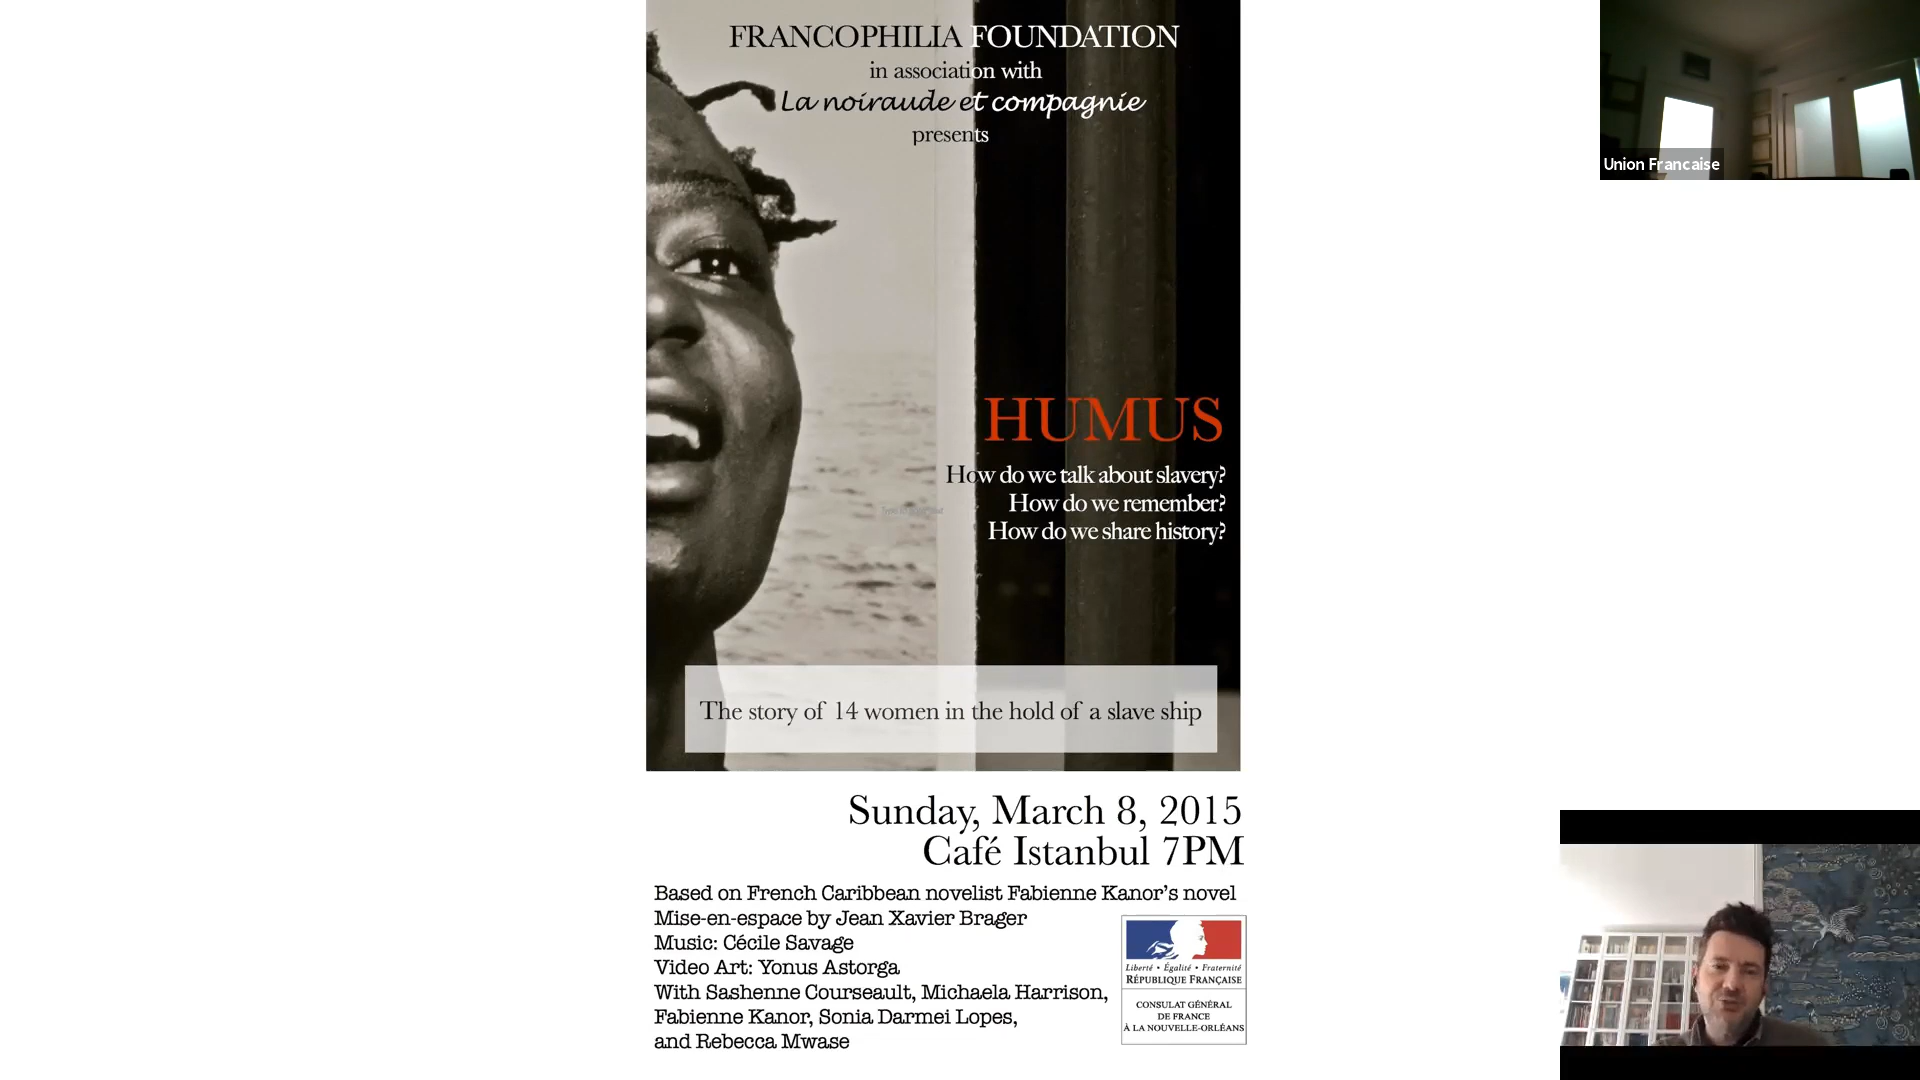 FRANCOPHILIA FOUNDATION
in association with
La noiraude et compagnie
presents
HUMUS
How do we talk about slavery?
How do we remember?
How do we share history?
The story of 14 women in the hold of a slave ship
Sunday, March 8, 2015
Café Istanbul 7PM
Based on French Caribbean novelist Fabienne Kanor's novel
Mise-en-espace by Jean Xavier Brager
Music: Cécile Savage
Video Art: Yonus Astorga
With Sashenne Courseault, Michaela Harrison,
Fabienne Kanor, Sonia Darmei Lopes,
and Rebecca Mwase
Liberté • Égalité • Fraternité
RÉPUBLIQUE FRANÇAISE
CONSULAT GÉNÉRAL
DE FRANCE
À LA NOUVELLE-ORLÉANS
Union Francaise